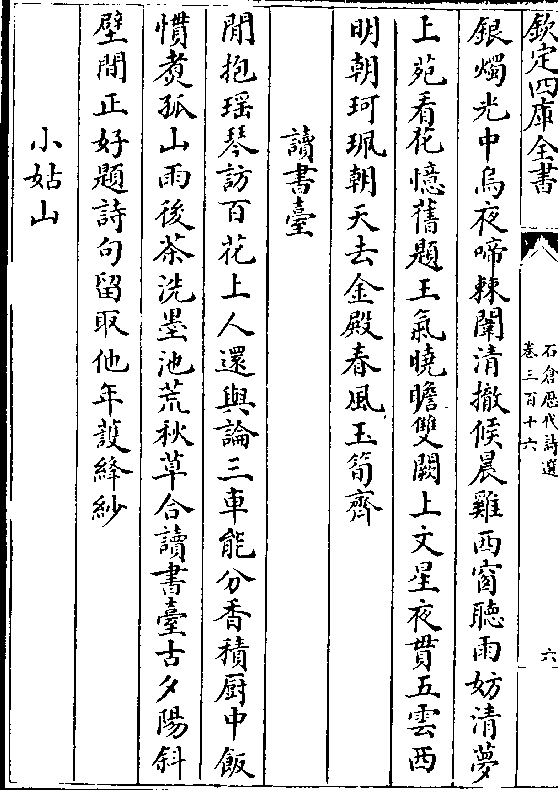 欽定四庫全書
石倉歷代詩選
卷三百十六
六
銀燭光中烏夜啼棘闈清撤候晨雞西窗聽雨妨清夢
上苑看花憶舊題王氣曉瞻雙闕上文星夜貫五雲西
明朝珂珮朝天去金殿春風玉筍齊
讀書臺
閒抱瑶琴訪百花上人還與論三車能分香積厨中飯
慣煑孤山雨後茶洗墨池荒秋草合讀書臺古夕陽斜
壁間正好題詩句留取他年護絳紗
小姑山